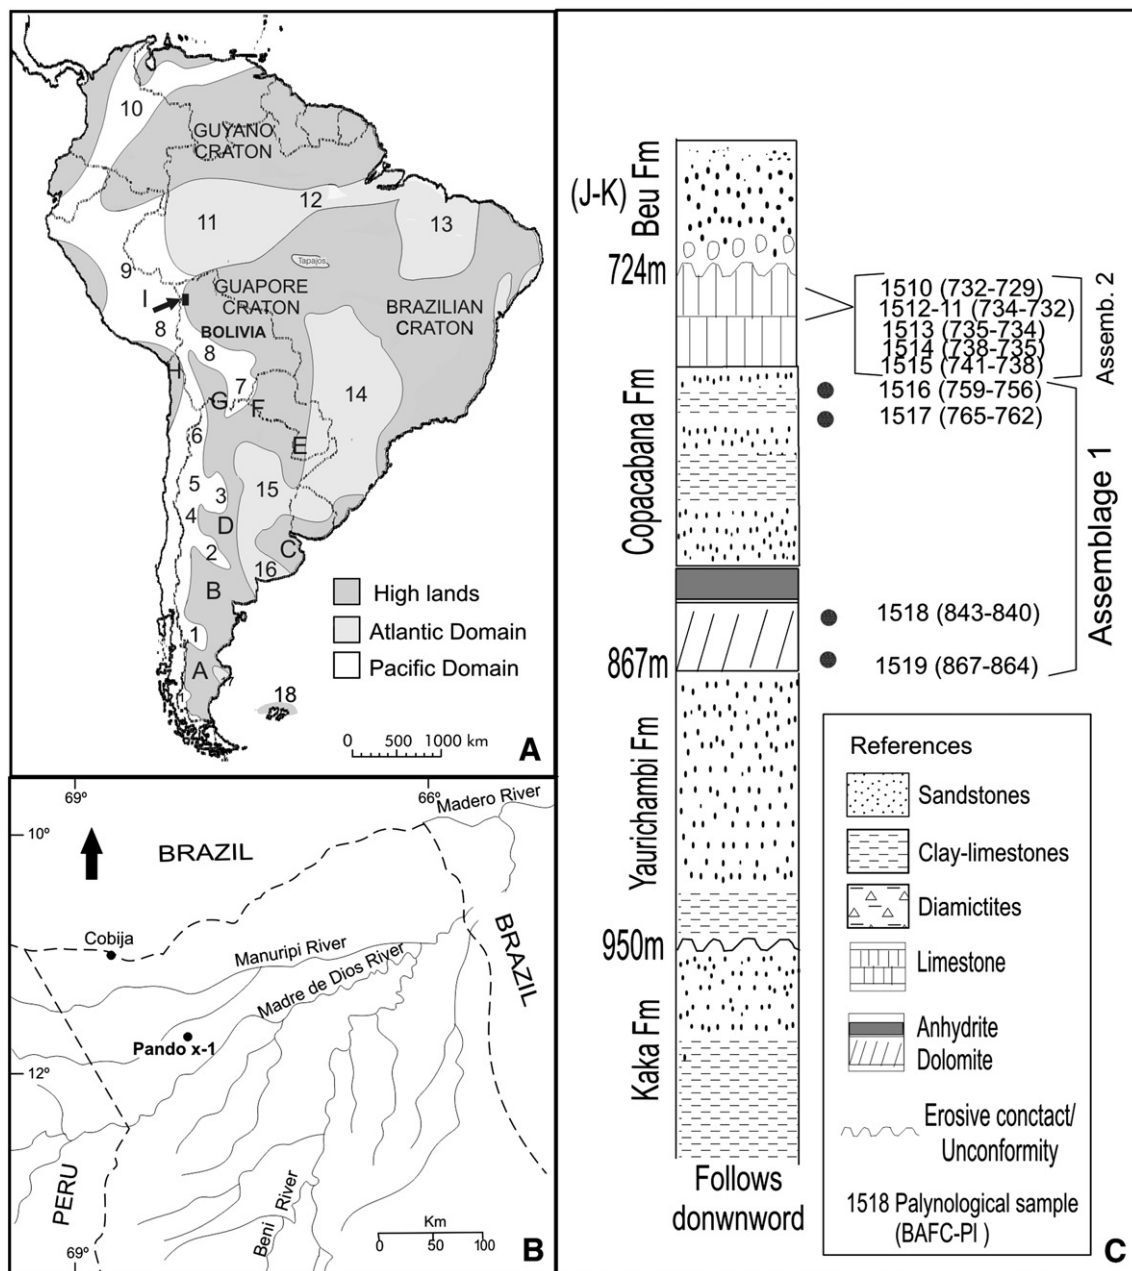 10
GUYANO
CRATON
12
11
13
Tapajos
9
I
GUAPORE
CRATON
BRAZILIAN
CRATON
BOLIVIA
8
8
H
7
14
G
F
6
E
5
3
15
4
D
2
C
16
B
1
A
17
18
High lands
Atlantic Domain
Pacific Domain
0 500 1000 km
A
69º
66º
Madero River
10º
BRAZIL
Cobija
Manuripi River
Madre de Dios River
BRAZIL
Pando x-1
12º
PERU
Beni River
Km
0 50 100
69º
B
(J-K)
Beu Fm
724m
Copacabana Fm
867m
Yaurichambi Fm
950m
Kaka Fm
Follows
donwnword
1510 (732-729)
1512-11 (734-732)
1513 (735-734)
1514 (738-735)
1515 (741-738)
Assemb. 2
1516 (759-756)
1517 (765-762)
1518 (843-840)
1519 (867-864)
Assemblage 1
References
Sandstones
Clay-limestones
Diamictites
Limestone
Anhydrite
Dolomite
Erosive conctact/
Unconformity
1518 Palynological sample
(BAFC-Pl )
C